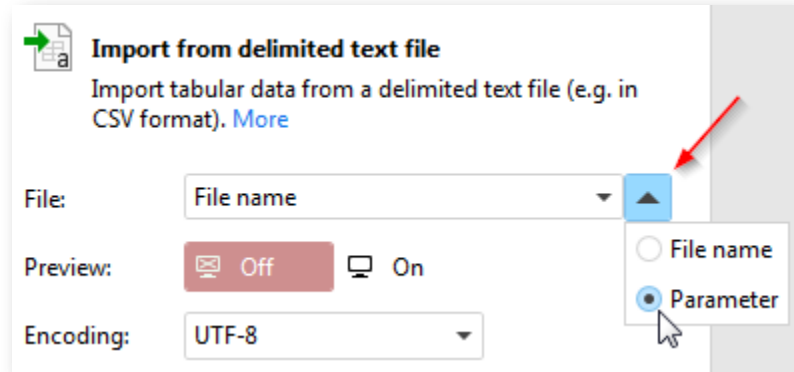 Import from delimited text file
Import tabular data from a delimited text file (e.g. in
CSV format). More
File:
File name
File name
Preview:
Off
On
Parameter
Encoding:
UTF-8